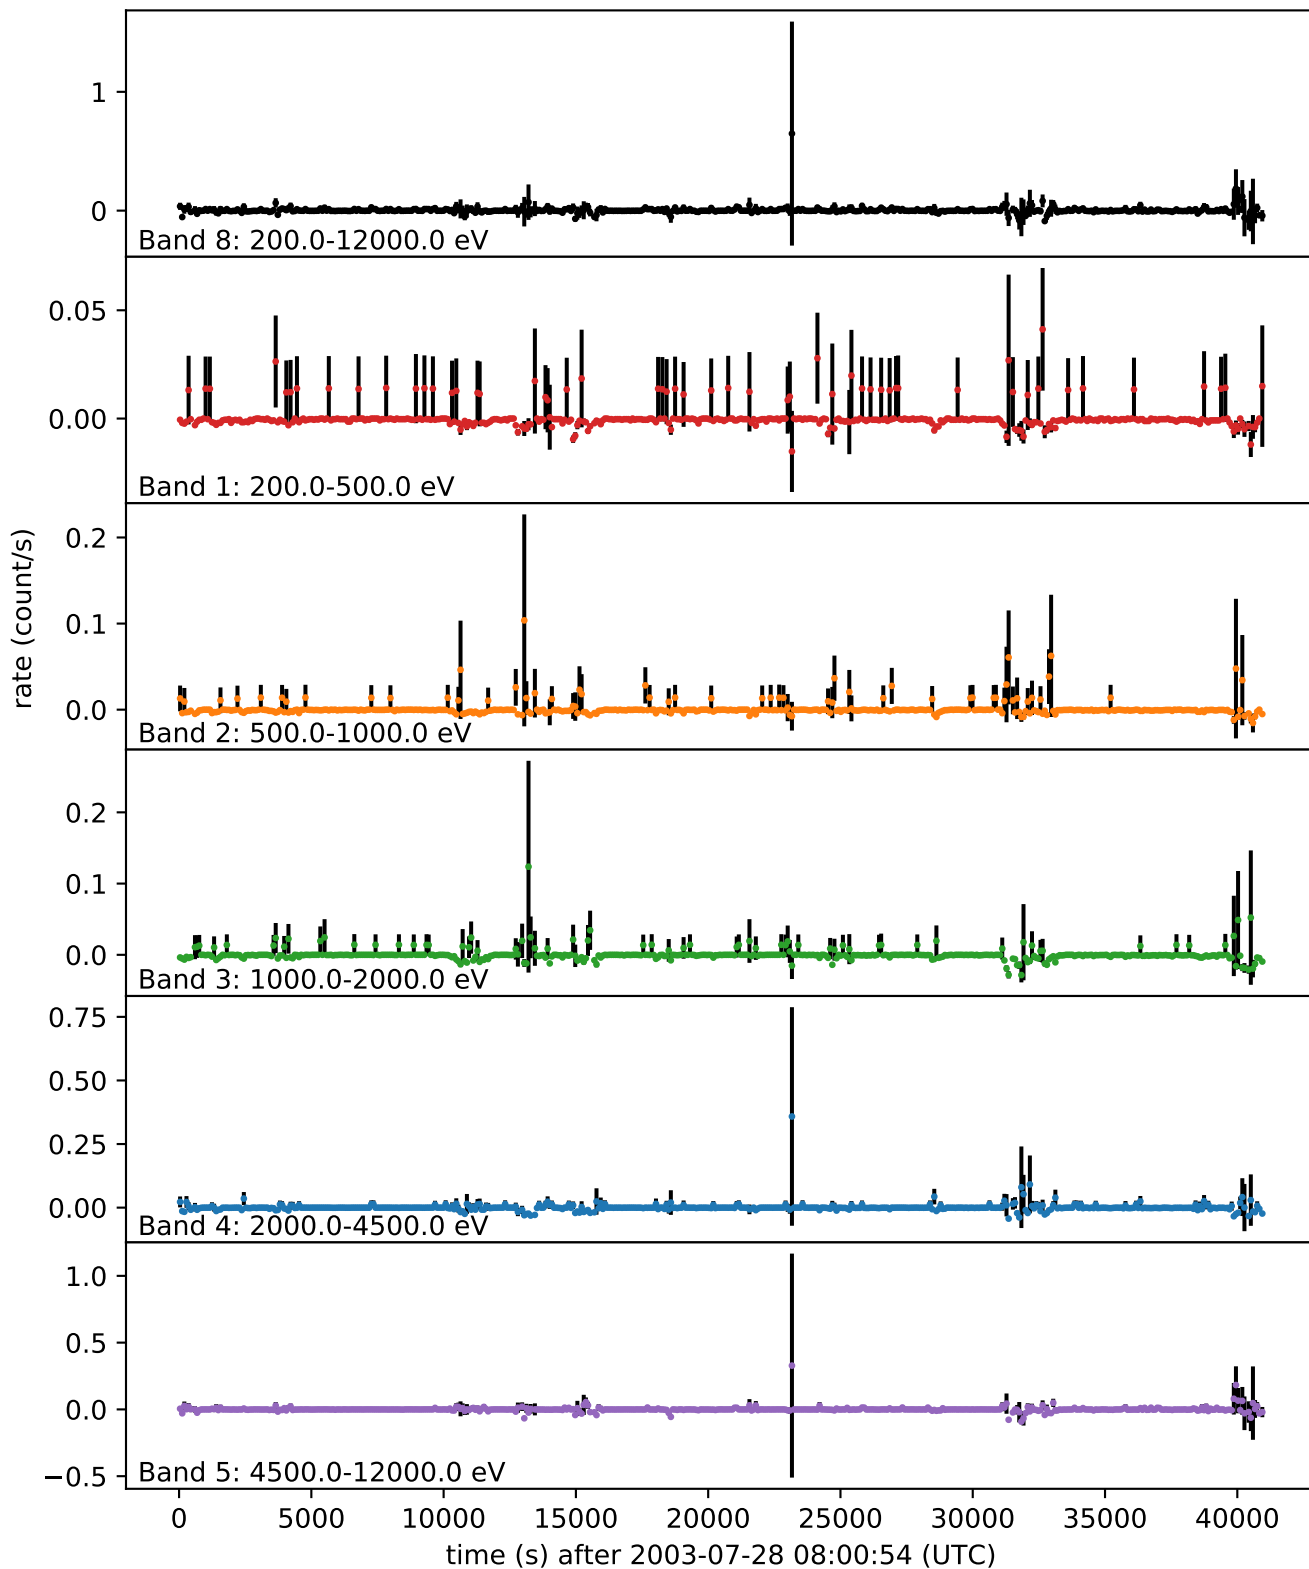 1
0
Band 8: 200.0-12000.0 eV
0.05
0.00
Band 1: 200.0-500.0 eV
0.2
0.1
0.0
Band 2: 500.0-1000.0 eV
rate (count/s)
0.2
0.1
0.0
Band 3: 1000.0-2000.0 eV
0.75
0.50
0.25
0.00
Band 4: 2000.0-4500.0 eV
1.0
0.5
0.0
−0.5
Band 5: 4500.0-12000.0 eV
0 5000 10000 15000 20000 25000 30000 35000 40000
time (s) after 2003-07-28 08:00:54 (UTC)